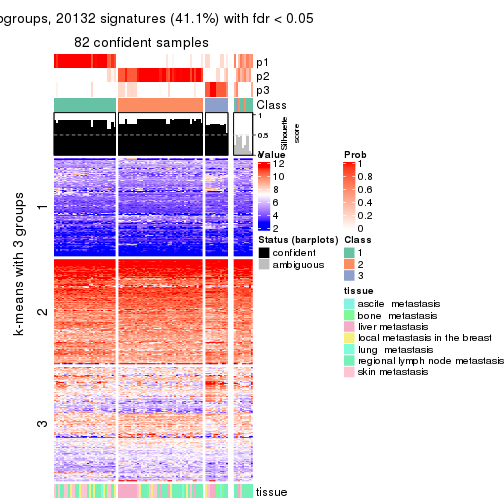 ogroups, 20132 signatures (41.1%) with fdr < 0.05
82 confident samples
p1
p2
p3
Class
1
0.5
0
Silhouette
score
k-means with 3 groups
1
2
3
tissue
Value
12
10
8
6
4
2
Prob
1
0.8
0.6
0.4
0.2
0
Status (barplots)
confident
ambiguous
Class
1
2
3
tissue
ascite metastasis
bone metastasis
liver metastasis
local metastasis in the breast
lung metastasis
regional lymph node metastasis
skin metastasis